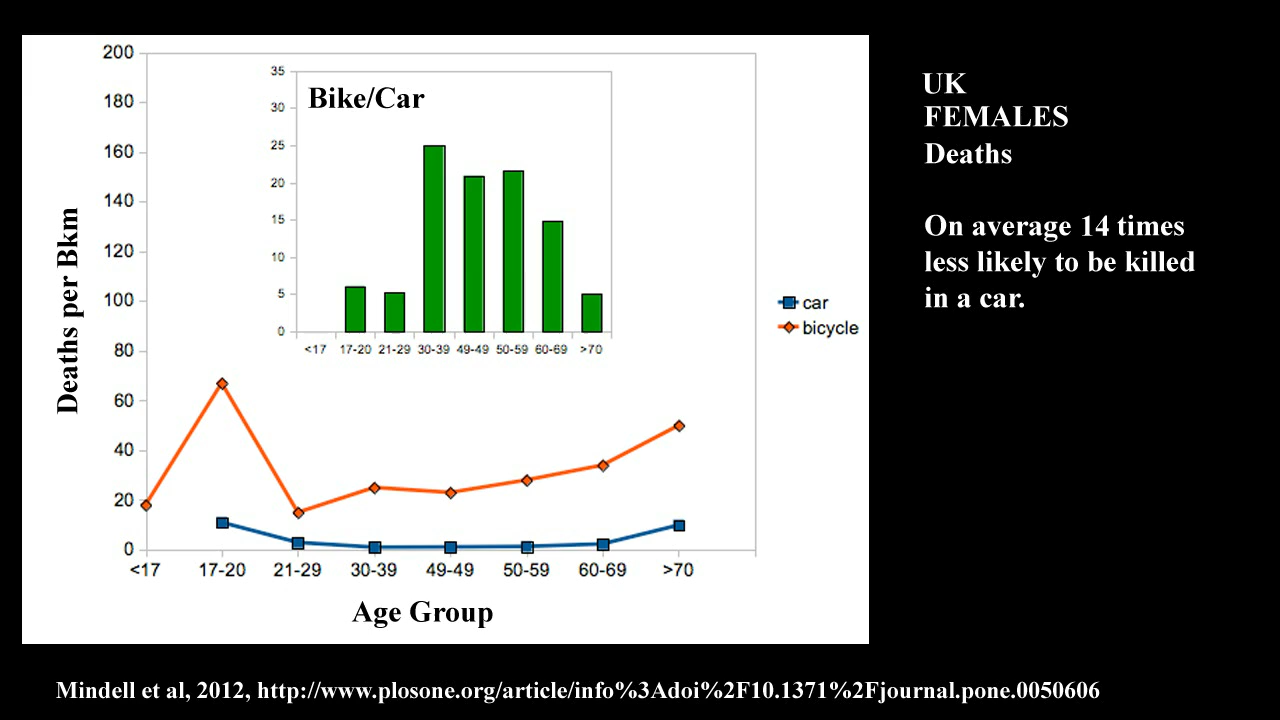 200
180
160
140
120
100
80
60
40
20
0
Deaths per Bkm
<17 17-20 21-29 30-39 49-49 50-59 60-69 >70
Age Group
Bike/Car
35
30
25
20
15
10
5
0
<17 17-20 21-29 30-39 49-49 50-59 60-69 >70
car
bicycle
UK
FEMALES
Deaths
On average 14 times
less likely to be killed
in a car.
Mindell et al, 2012, http://www.plosone.org/article/info%3Adoi%2F10.1371%2Fjournal.pone.0050606